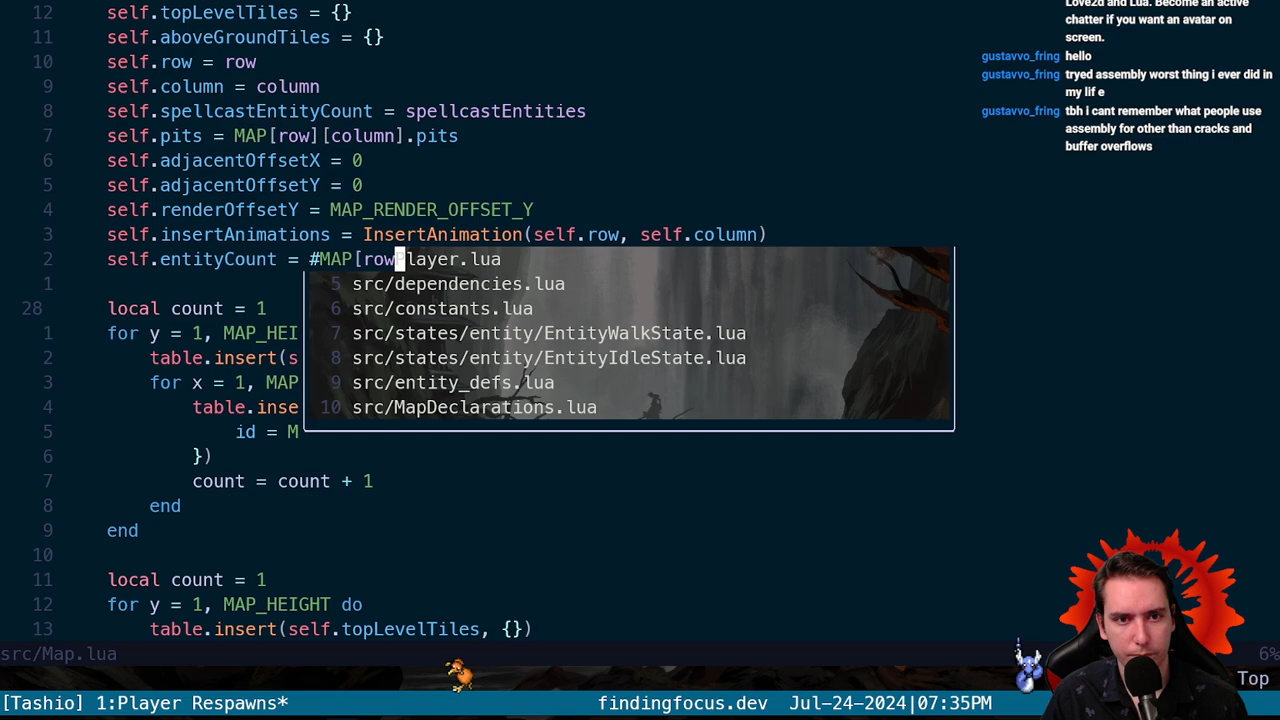 12 self.topLevelTiles = {}
11 self.aboveGroundTiles = {}
10 self.row = row
9 self.column = column
8 self.spellcastEntityCount = spellcastEntities
7 self.pits = MAP[row][column].pits
6 self.adjacentOffsetX = 0
5 self.adjacentOffsetY = 0
4 self.renderOffsetY = MAP_RENDER_OFFSET_Y
3 self.insertAnimations = InsertAnimation(self.row, self.column)
2 self.entityCount = #MAP[row Player.lua
1
5 src/dependencies.lua
28 local count = 1
6 src/constants.lua
1 for y = 1, MAP_HEI
7 src/states/entity/EntityWalkState.lua
2 table.insert(s
8 src/states/entity/EntityIdleState.lua
3 for x = 1, MAP
9 src/entity_defs.lua
4 table.inse
10 src/MapDeclarations.lua
5 id = M
6 })
7 count = count + 1
8 end
9 end
10
11 local count = 1
12 for y = 1, MAP_HEIGHT do
13 table.insert(self.topLevelTiles, {})
src/Map.lua 6%
Top
[Tashio] 1:Player Respawns* findingfocus.dev Jul-24-2024|07:35PM
Love2d and Lua. Become an active
chatter if you want an avatar on
screen.
gustavvo_fring hello
gustavvo_fring tryed assembly worst thing i ever did in
my lif e
gustavvo_fring tbh i cant remember what people use
assembly for other than cracks and
buffer overflows